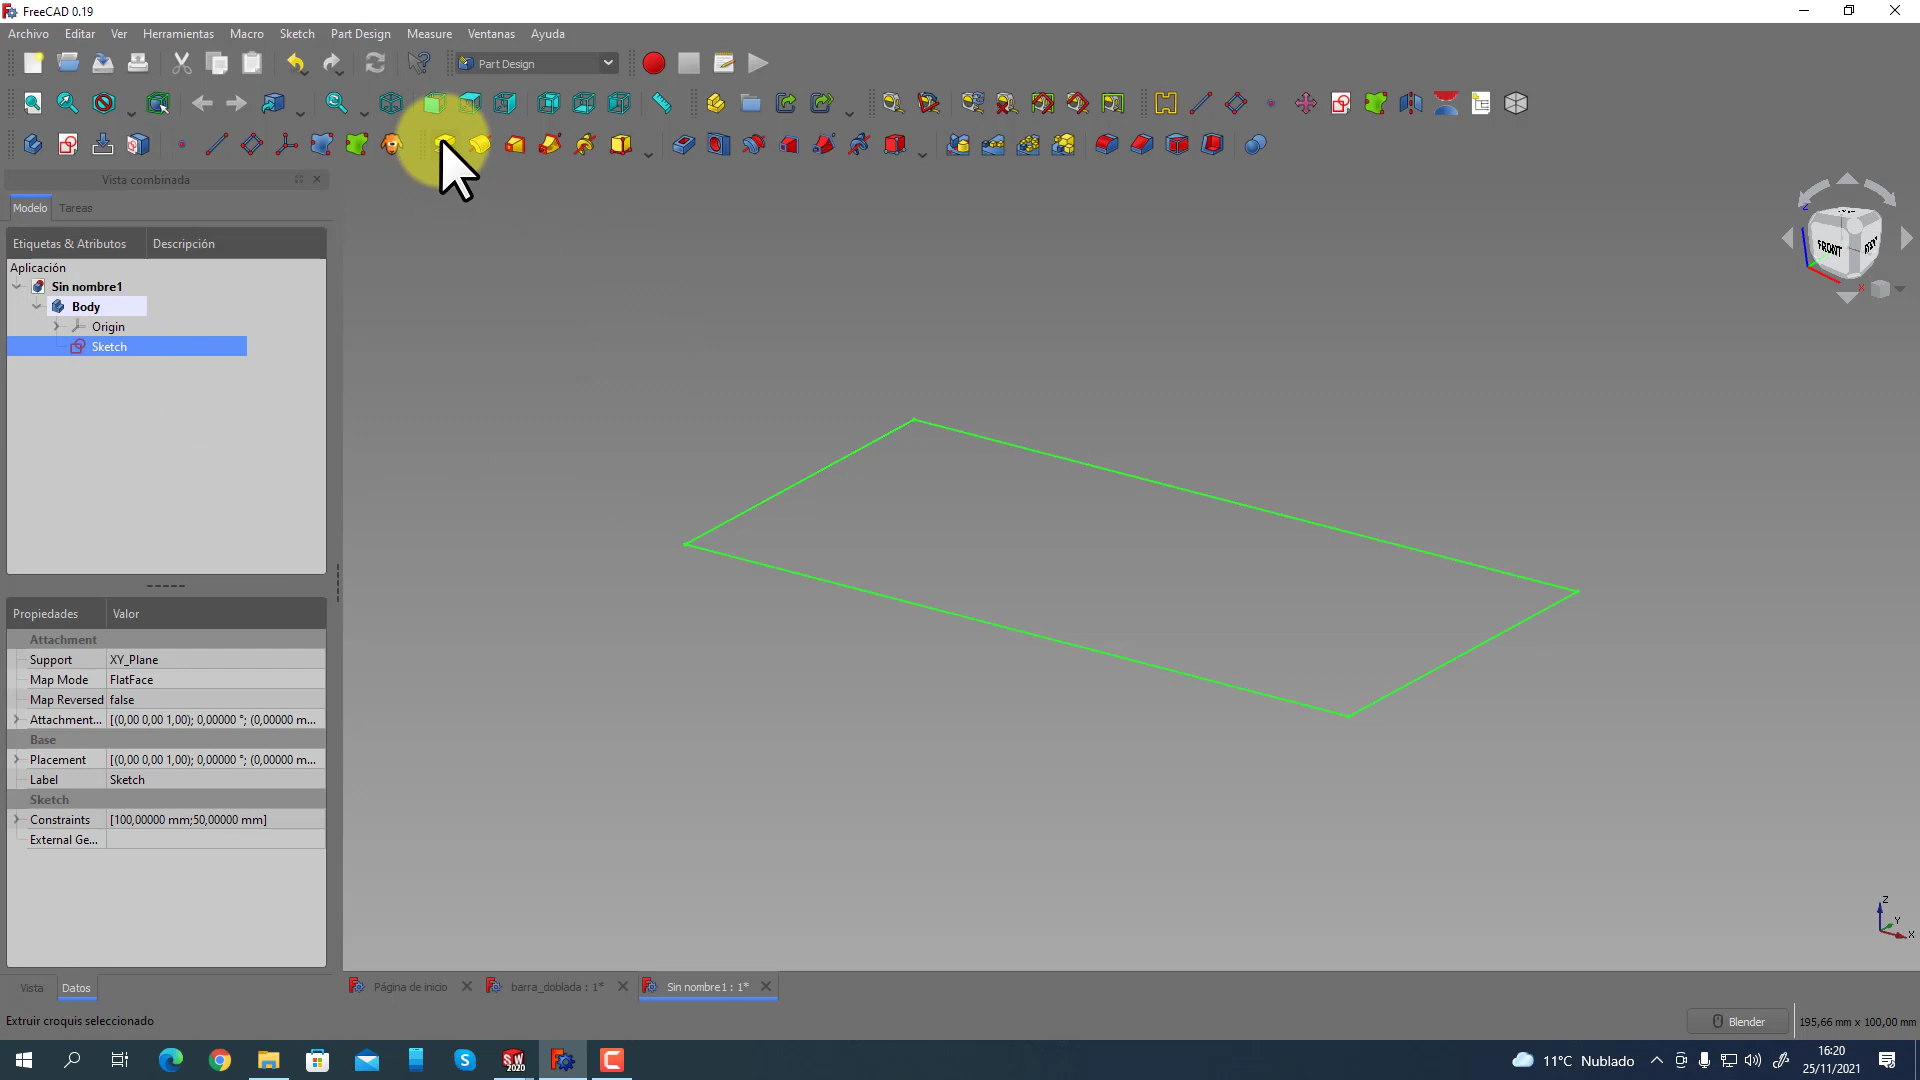 FreeCAD 0.19
Archivo Editar Ver Herramientas Macro Sketch Part Design Measure Ventanas Ayuda
Part Design
Vista combinada
Modelo Tareas
Etiquetas & Atributos Descripción
Aplicación
Sin nombre1
Body
Origin
Sketch
FRONT
Z
X
Propiedades Valor
Attachment
Support XY_Plane
Map Mode FlatFace
Map Reversed false
Attachment... [(0,00 0,00 1,00); 0,00000 °; (0,00000 m...
Base
Placement [(0,00 0,00 1,00); 0,00000 °; (0,00000 m...
Label Sketch
Sketch
Constraints [100,00000 mm;50,00000 mm]
External Ge...
Z
Y
X
Vista Datos
Página de inicio barra_doblada : 1* Sin nombre1 : 1*
Extruir croquis seleccionado
Blender 195,66 mm x 100,00 mm
SW 2020
11°C Nublado
16:20
25/11/2021